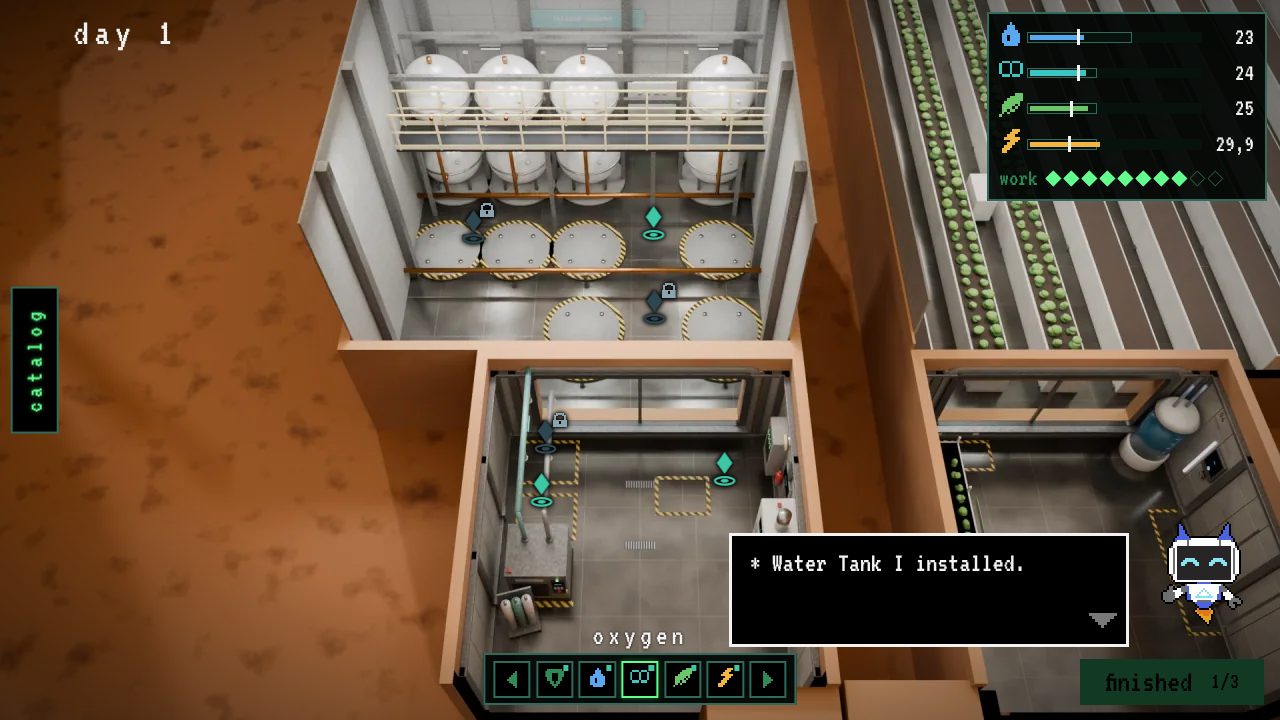 day 1
23
24
25
29,9
work
catalog
* Water Tank I installed.
oxygen
finished 1/3